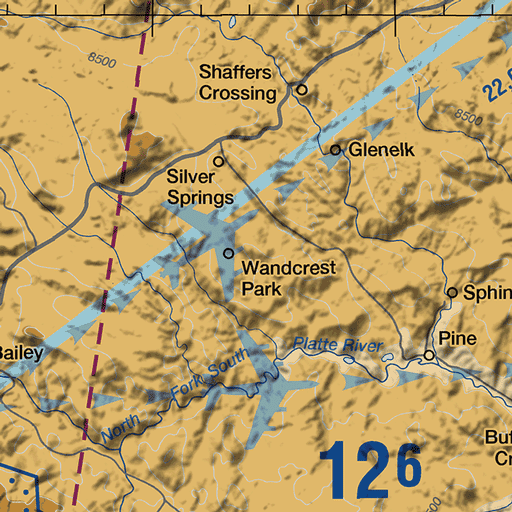 8500
Shaffers
Crossing
22,
8500
Glenelk
Silver
Springs
Wandcrest
Park
Sphin
Bailey
Platte River
Pine
Fork, South
North
Buf
Cr
12⁶
00